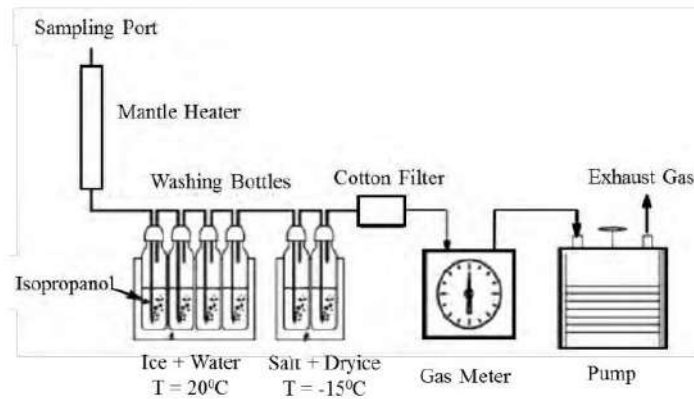 Sampling Port
Mantle Heater
Washing Bottles
Cotton Filter
Exhaust Gas
Isopropanol
Ice + Water
T = 20⁰C
Salt + Dryice
T = -15⁰C
Gas Meter
Pump